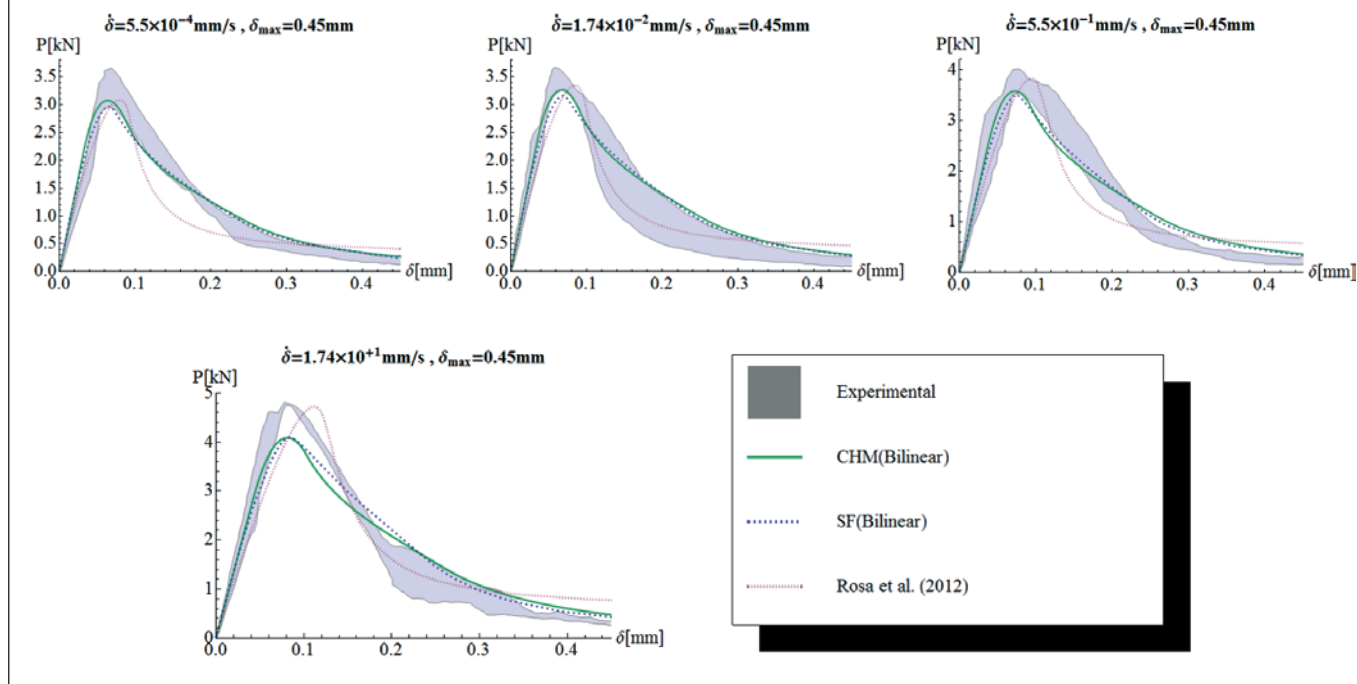 δ̇=5.5×10⁻⁴mm/s , δmax=0.45mm
P[kN]
3.5
3.0
2.5
2.0
1.5
1.0
0.5
0.0
0.0 0.1 0.2 0.3 0.4
δ[mm]
δ̇=1.74×10⁻²mm/s , δmax=0.45mm
P[kN]
3.5
3.0
2.5
2.0
1.5
1.0
0.5
0.0
0.0 0.1 0.2 0.3 0.4
δ[mm]
δ̇=5.5×10⁻¹mm/s , δmax=0.45mm
P[kN]
4
3
2
1
0
0.0 0.1 0.2 0.3 0.4
δ[mm]
δ̇=1.74×10⁺¹mm/s , δmax=0.45mm
P[kN]
5
4
3
2
1
0
0.0 0.1 0.2 0.3 0.4
δ[mm]
Experimental
CHM(Bilinear)
SF(Bilinear)
Rosa et al. (2012)